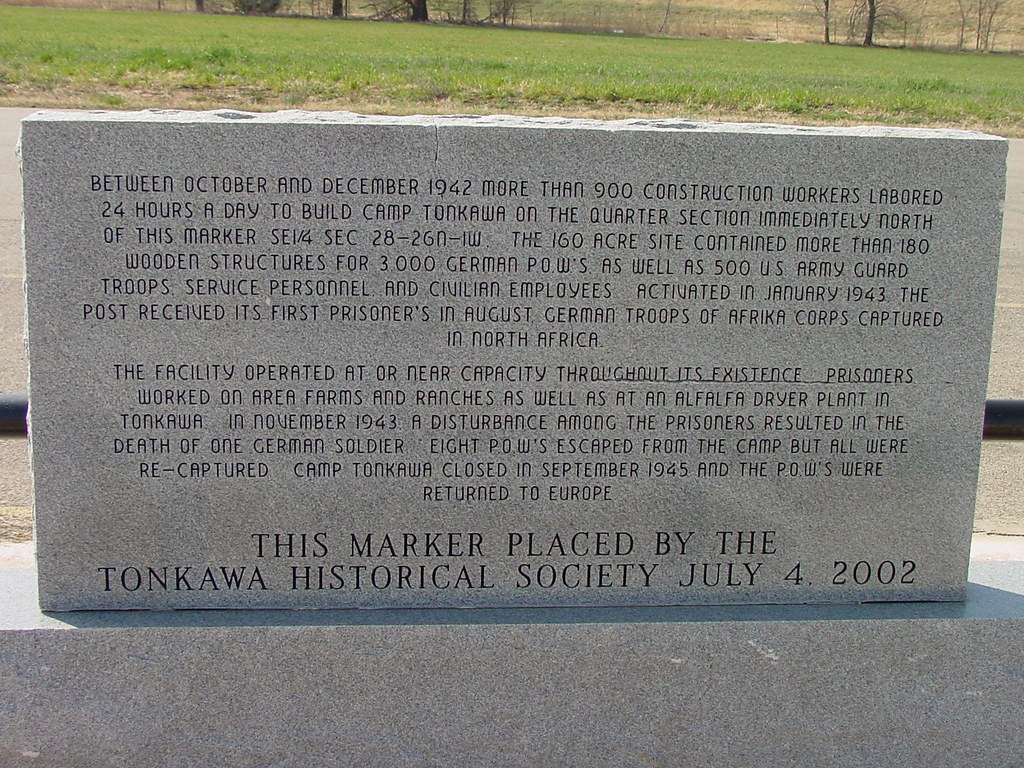 BETWEEN OCTOBER AND DECEMBER 1942 MORE THAN 900 CONSTRUCTION WORKERS LABORED
24 HOURS A DAY TO BUILD CAMP TONKAWA ON THE QUARTER SECTION IMMEDIATELY NORTH
OF THIS MARKER SE1/4 SEC 28-26N-1W. THE 160 ACRE SITE CONTAINED MORE THAN 180
WOODEN STRUCTURES FOR 3,000 GERMAN P.O.W.'S. AS WELL AS 500 U.S. ARMY GUARD
TROOPS, SERVICE PERSONNEL, AND CIVILIAN EMPLOYEES. ACTIVATED IN JANUARY 1943, THE
POST RECEIVED ITS FIRST PRISONER'S IN AUGUST, GERMAN TROOPS OF AFRIKA CORPS CAPTURED
IN NORTH AFRICA.
THE FACILITY OPERATED AT OR NEAR CAPACITY THROUGHOUT ITS EXISTENCE. PRISONERS
WORKED ON AREA FARMS AND RANCHES AS WELL AS AT AN ALFALFA DRYER PLANT IN
TONKAWA. IN NOVEMBER 1943, A DISTURBANCE AMONG THE PRISONERS RESULTED IN THE
DEATH OF ONE GERMAN SOLDIER. EIGHT P.O.W.'S ESCAPED FROM THE CAMP BUT ALL WERE
RE-CAPTURED. CAMP TONKAWA CLOSED IN SEPTEMBER 1945 AND THE P.O.W.'S WERE
RETURNED TO EUROPE.
THIS MARKER PLACED BY THE
TONKAWA HISTORICAL SOCIETY JULY 4, 2002